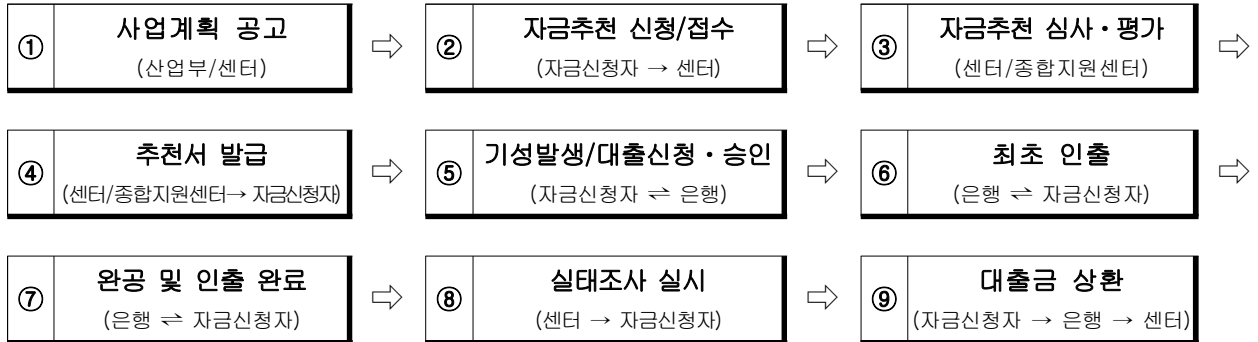 ① 사업계획 공고
(산업부/센터)
⇨
② 자금추천 신청/접수
(자금신청자 → 센터)
⇨
③ 자금추천 심사・평가
(센터/종합지원센터)
⇨
④ 추천서 발급
(센터/종합지원센터→ 자금신청자)
⇨
⑤ 기성발생/대출신청・승인
(자금신청자 ⇌ 은행)
⇨
⑥ 최초 인출
(은행 ⇌ 자금신청자)
⇨
⑦ 완공 및 인출 완료
(은행 ⇌ 자금신청자)
⇨
⑧ 실태조사 실시
(센터 → 자금신청자)
⇨
⑨ 대출금 상환
(자금신청자 → 은행 → 센터)